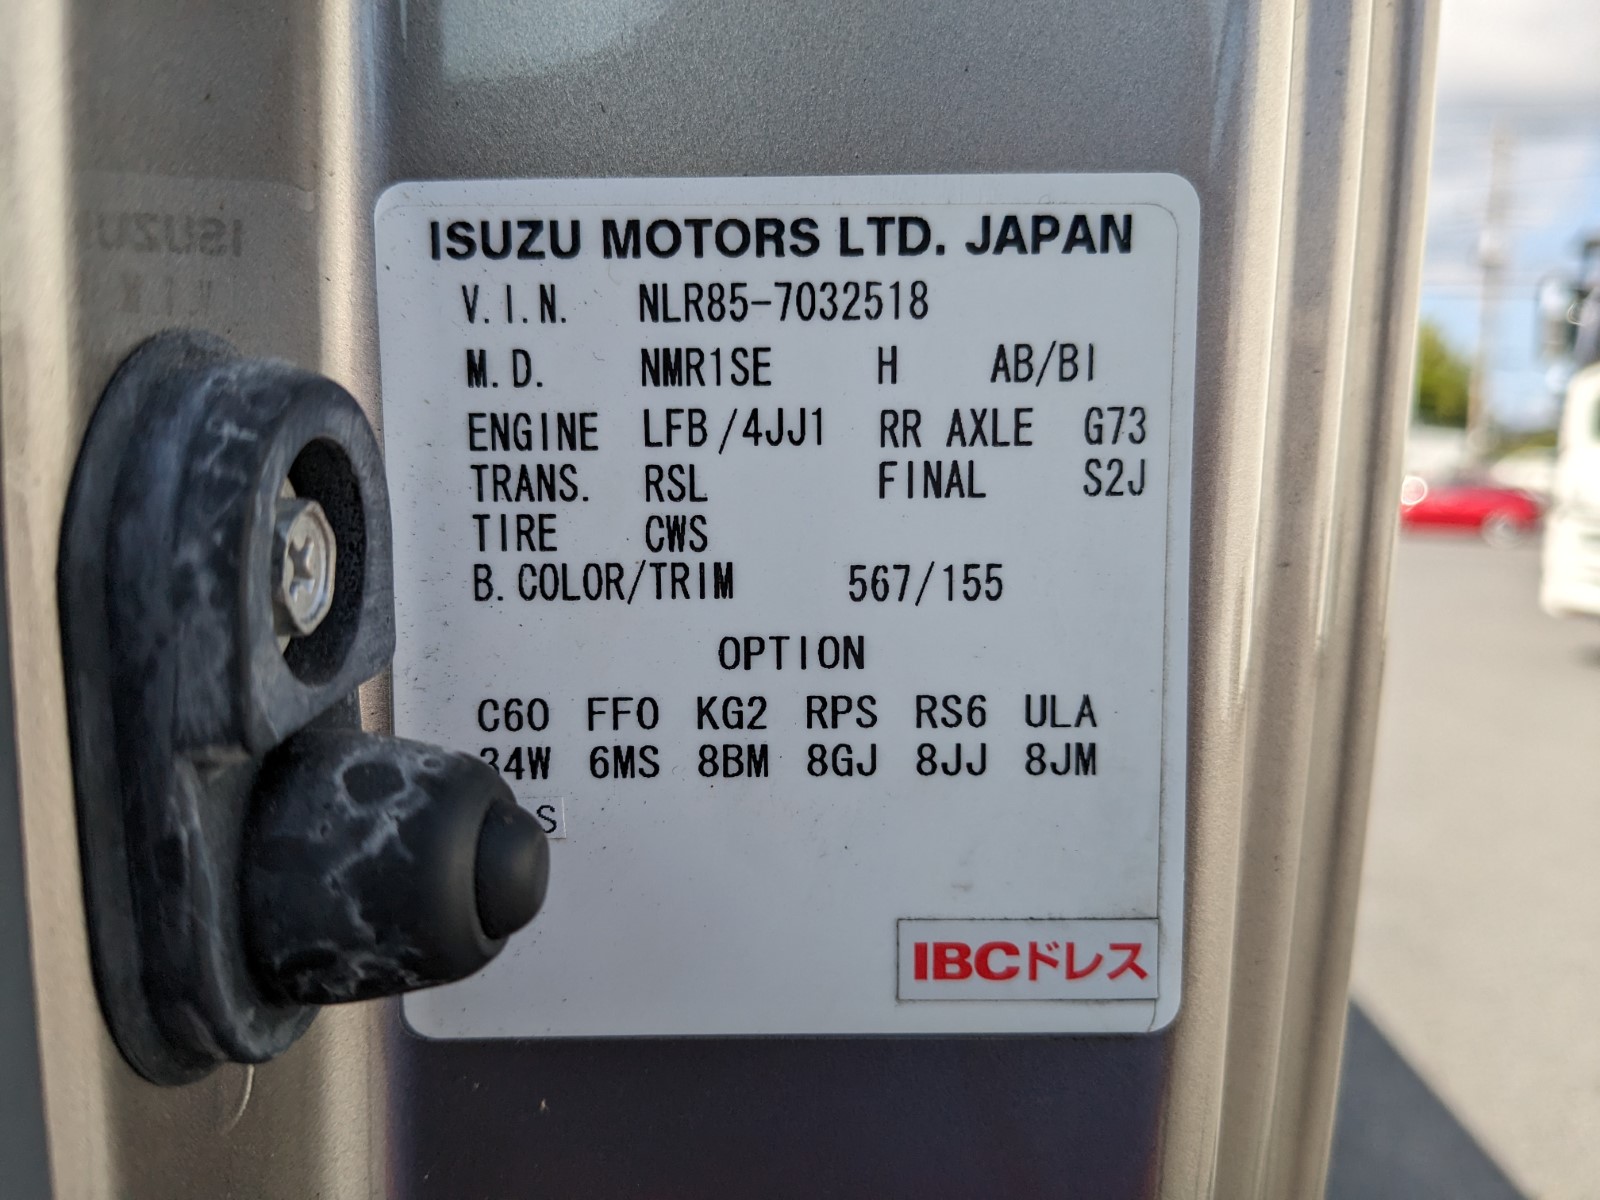 ISUZU MOTORS LTD. JAPAN
V.I.N. NLR85-7032518
M.D. NMR1SE H AB/BI
ENGINE LFB/4JJ1 RR AXLE G73
TRANS. RSL FINAL S2J
TIRE CWS
B.COLOR/TRIM 567/155
OPTION
C60 FF0 KG2 RPS RS6 ULA
34W 6MS 8BM 8GJ 8JJ 8JM
S
IBCドレス